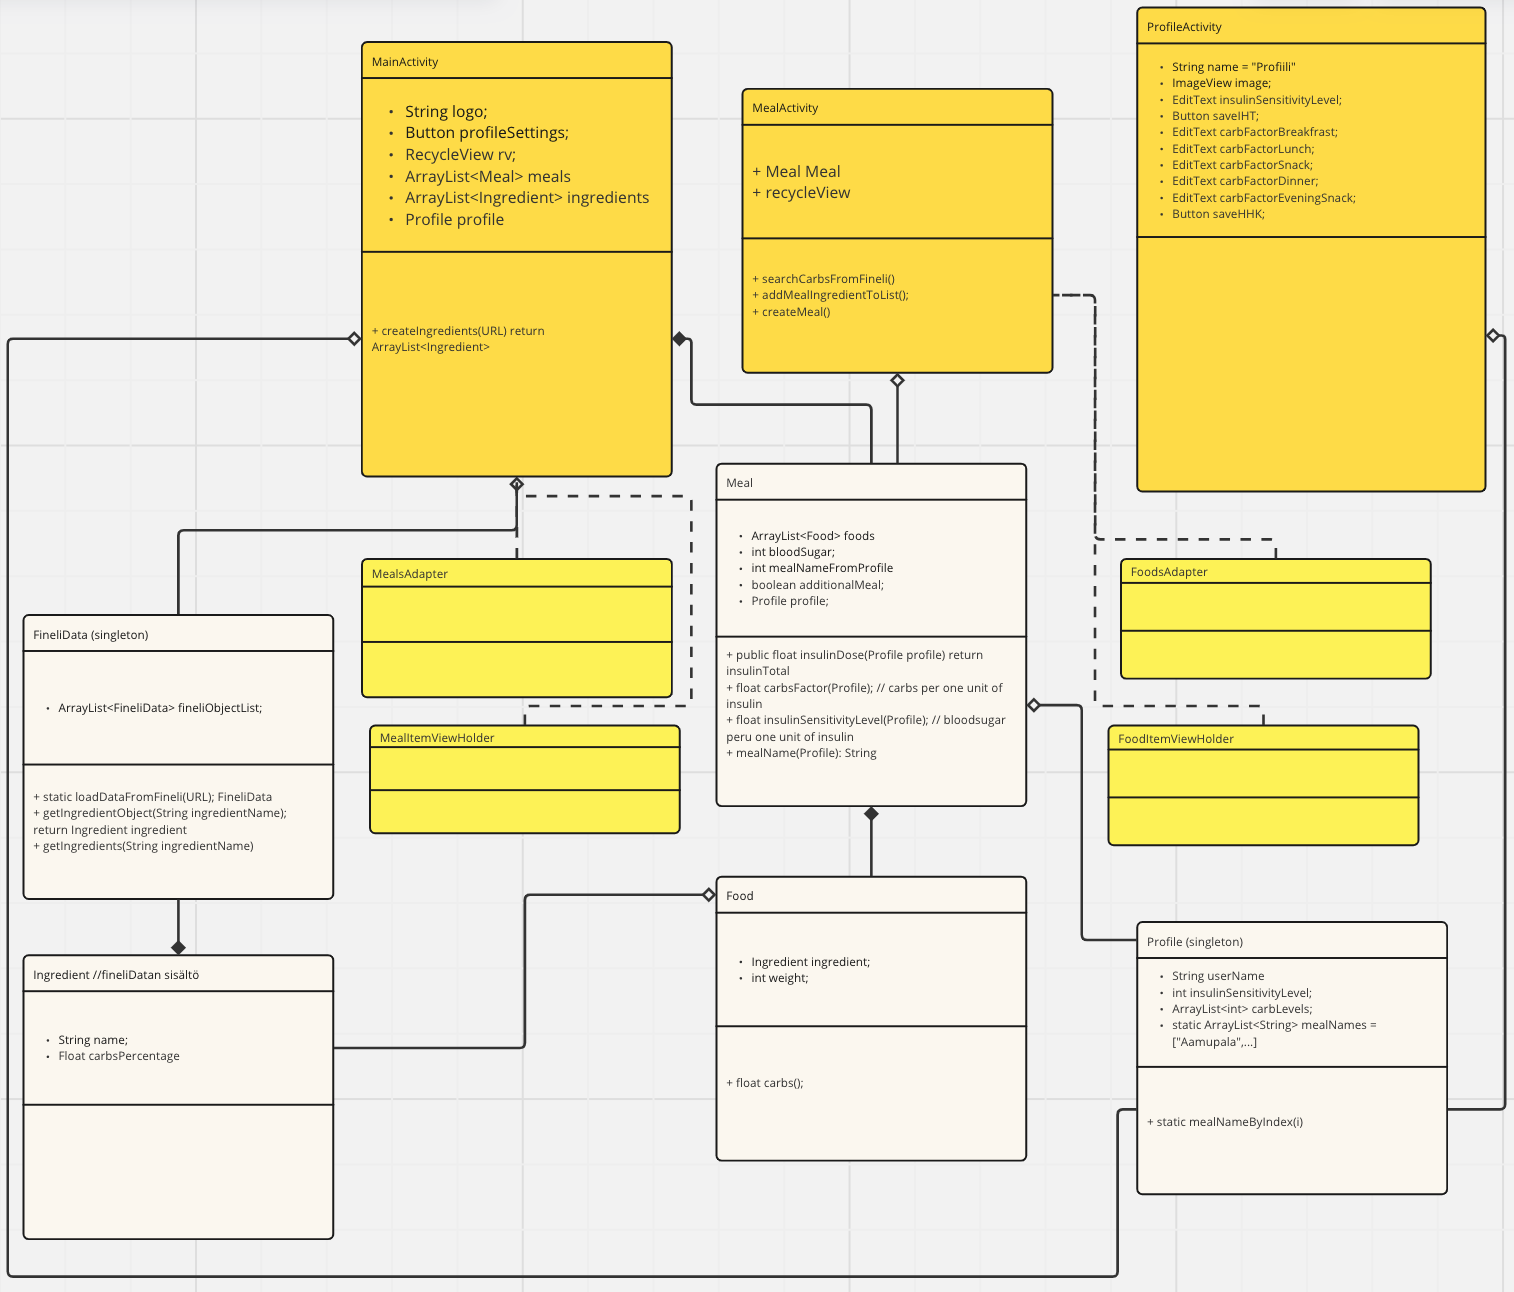 MainActivity
• String logo;
• Button profileSettings;
• RecycleView rv;
• ArrayList<Meal> meals
• ArrayList<Ingredient> ingredients
• Profile profile
+ createIngredients(URL) return
ArrayList<Ingredient>
MealActivity
+ Meal Meal
+ recycleView
+ searchCarbsFromFineli()
+ addMealIngredientToList();
+ createMeal()
ProfileActivity
• String name = "Profiili"
• ImageView image;
• EditText insulinSensitivityLevel;
• Button saveIHT;
• EditText carbFactorBreakfrast;
• EditText carbFactorLunch;
• EditText carbFactorSnack;
• EditText carbFactorDinner;
• EditText carbFactorEveningSnack;
• Button saveHHK;
Meal
• ArrayList<Food> foods
• int bloodSugar;
• int mealNameFromProfile
• boolean additionalMeal;
• Profile profile;
+ public float insulinDose(Profile profile) return
insulinTotal
+ float carbsFactor(Profile); // carbs per one unit of
insulin
+ float insulinSensitivityLevel(Profile); // bloodsugar
peru one unit of insulin
+ mealName(Profile): String
MealsAdapter
FoodsAdapter
FineliData (singleton)
• ArrayList<FineliData> fineliObjectList;
+ static loadDataFromFineli(URL); FineliData
+ getIngredientObject(String ingredientName);
return Ingredient ingredient
+ getIngredients(String ingredientName)
MealItemViewHolder
FoodItemViewHolder
Food
• Ingredient ingredient;
• int weight;
+ float carbs();
Ingredient //fineliDatan sisältö
• String name;
• Float carbsPercentage
Profile (singleton)
• String userName
• int insulinSensitivityLevel;
• ArrayList<int> carbLevels;
• static ArrayList<String> mealNames =
["Aamupala",...]
+ static mealNameByIndex(i)